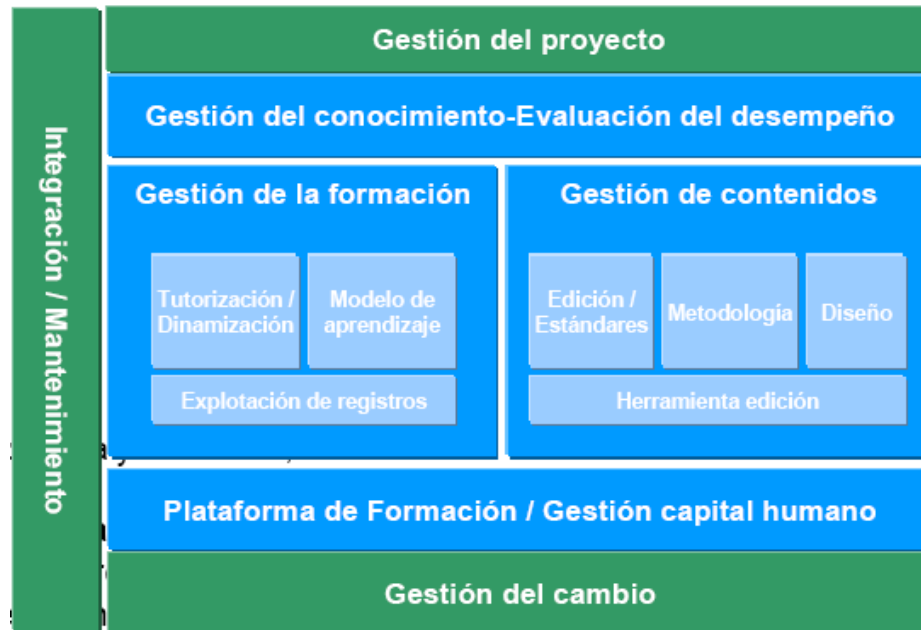 Gestión del proyecto
Integración / Mantenimiento
Gestión del conocimiento-Evaluación del desempeño
Gestión de la formación
Tutorización /
Dinamización
Modelo de
aprendizaje
Explotación de registros
Gestión de contenidos
Edición /
Estándares
Metodología
Diseño
Herramienta edición
Plataforma de Formación / Gestión capital humano
Gestión del cambio